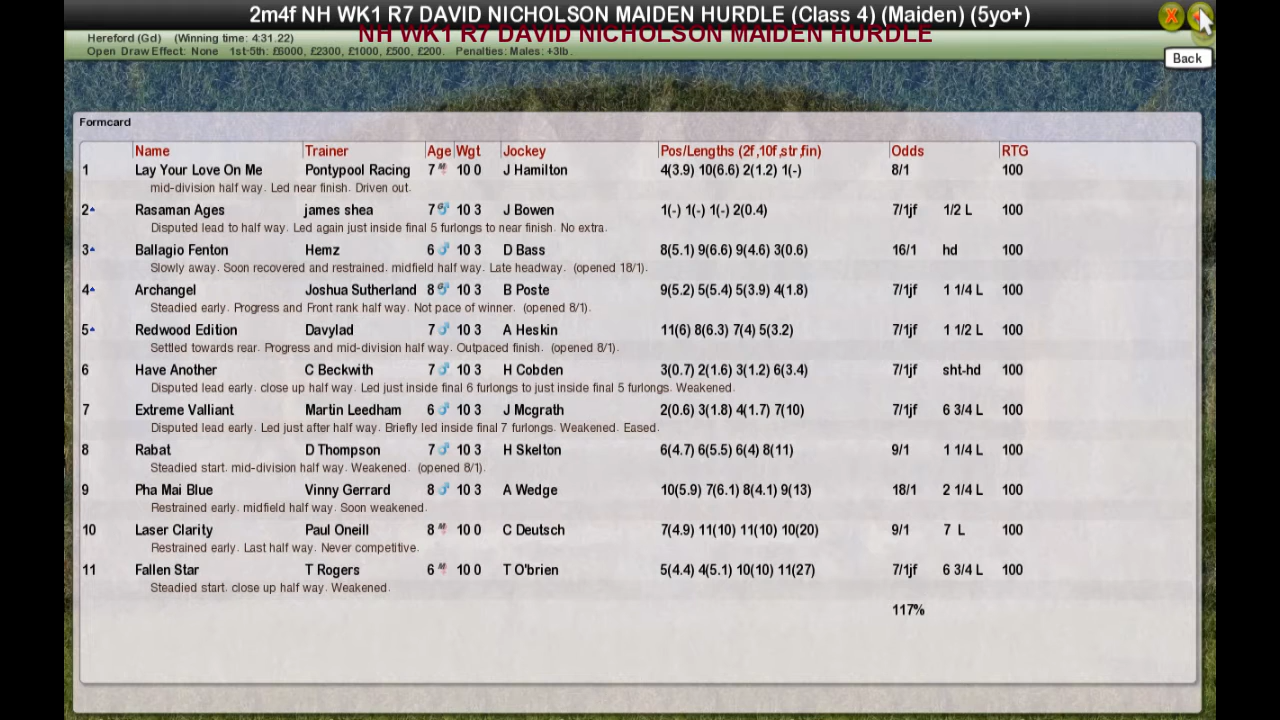 2m4f NH WK1 R7 DAVID NICHOLSON MAIDEN HURDLE (Class 4) (Maiden) (5yo+)
NH WK1 R7 DAVID NICHOLSON MAIDEN HURDLE
Hereford (Gd) (Winning time: 4:31.22)
Open Draw Effect: None 1st-5th: £6000, £2300, £1000, £500, £200. Penalties: Males: +3lb.
Back
Formcard
Name Trainer Age Wgt Jockey Pos/Lengths (2f,10f,str,fin) Odds RTG
1 Lay Your Love On Me Pontypool Racing 7 10 0 J Hamilton 4(3.9) 10(6.6) 2(1.2) 1(-) 8/1 100
mid-division half way. Led near finish. Driven out.
2 Rasaman Ages james shea 7 10 3 J Bowen 1(-) 1(-) 1(-) 2(0.4) 7/1jf 1/2 L 100
Disputed lead to half way. Led again just inside final 5 furlongs to near finish. No extra.
3 Ballagio Fenton Hemz 6 10 3 D Bass 8(5.1) 9(6.6) 9(4.6) 3(0.6) 16/1 hd 100
Slowly away. Soon recovered and restrained. midfield half way. Late headway. (opened 18/1).
4 Archangel Joshua Sutherland 8 10 3 B Poste 9(5.2) 5(5.4) 5(3.9) 4(1.8) 7/1jf 1 1/4 L 100
Steadied early. Progress and Front rank half way. Not pace of winner. (opened 8/1).
5 Redwood Edition Davylad 7 10 3 A Heskin 11(6) 8(6.3) 7(4) 5(3.2) 7/1jf 1 1/2 L 100
Settled towards rear. Progress and mid-division half way. Outpaced finish. (opened 8/1).
6 Have Another C Beckwith 7 10 3 H Cobden 3(0.7) 2(1.6) 3(1.2) 6(3.4) 7/1jf sht-hd 100
Disputed lead early. close up half way. Led just inside final 6 furlongs to just inside final 5 furlongs. Weakened.
7 Extreme Valliant Martin Leedham 6 10 3 J Mcgrath 2(0.6) 3(1.8) 4(1.7) 7(10) 7/1jf 6 3/4 L 100
Disputed lead early. Led just after half way. Briefly led inside final 7 furlongs. Weakened. Eased.
8 Rabat D Thompson 7 10 3 H Skelton 6(4.7) 6(5.5) 6(4) 8(11) 9/1 1 1/4 L 100
Steadied start. mid-division half way. Weakened. (opened 8/1).
9 Pha Mai Blue Vinny Gerrard 8 10 3 A Wedge 10(5.9) 7(6.1) 8(4.1) 9(13) 18/1 2 1/4 L 100
Restrained early. midfield half way. Soon weakened.
10 Laser Clarity Paul Oneill 8 10 0 C Deutsch 7(4.9) 11(10) 11(10) 10(20) 9/1 7 L 100
Restrained early. Last half way. Never competitive.
11 Fallen Star T Rogers 6 10 0 T O'brien 5(4.4) 4(5.1) 10(10) 11(27) 7/1jf 6 3/4 L 100
Steadied start. close up half way. Weakened.
117%